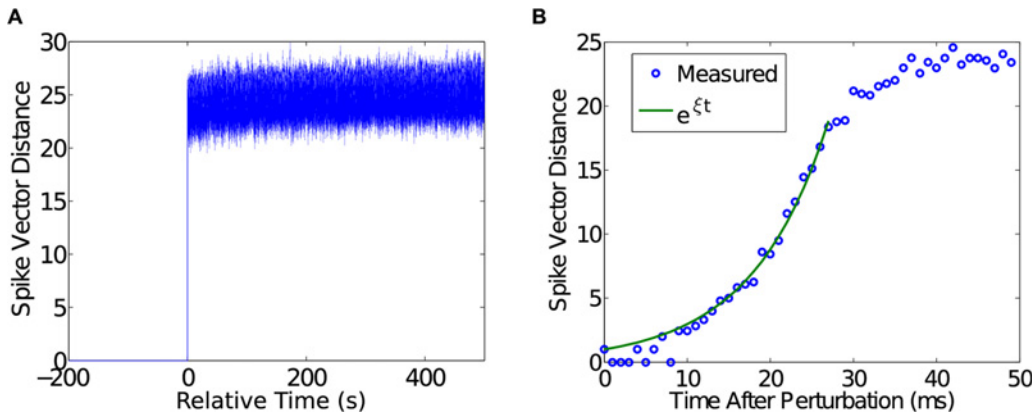 A
30
25
20
15
10
5
0
−200 0 200 400
Spike Vector Distance
Relative Time (s)
B
25
20
15
10
5
0
0 10 20 30 40 50
Spike Vector Distance
Time After Perturbation (ms)
Measured
e^ξt